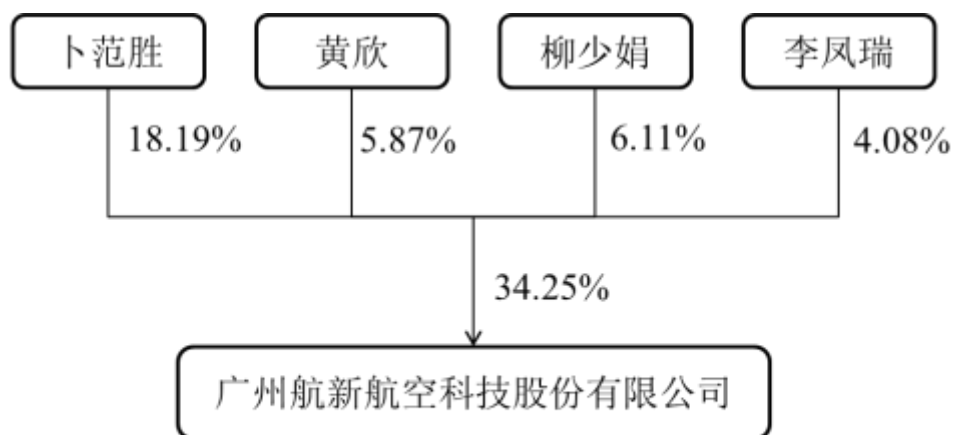 卜范胜
黄欣
柳少娟
李凤瑞
18.19%
5.87%
6.11%
4.08%
34.25%
广州航新航空科技股份有限公司